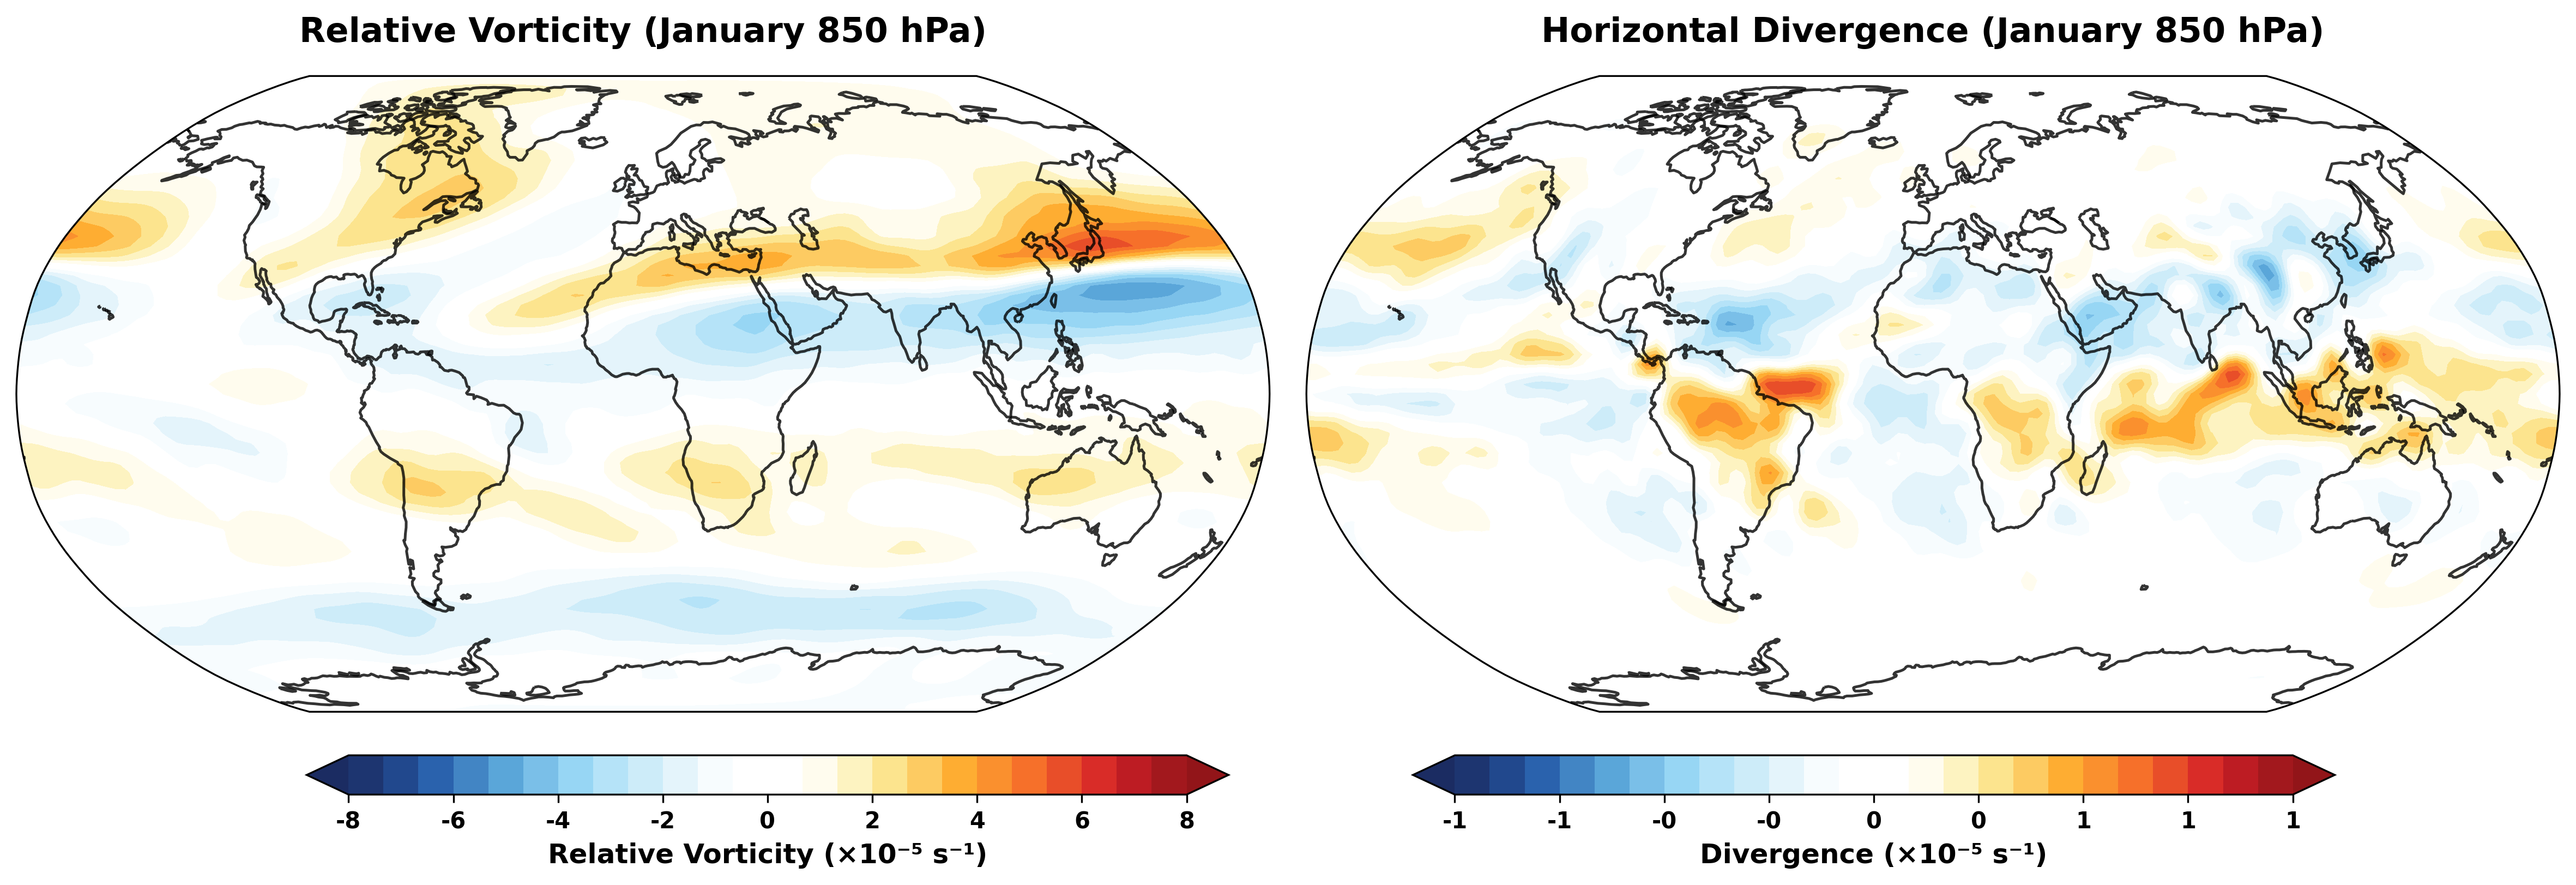 Relative Vorticity (January 850 hPa)
-8 -6 -4 -2 0 2 4 6 8
Relative Vorticity (×10⁻⁵ s⁻¹)
Horizontal Divergence (January 850 hPa)
-1 -1 -0 -0 0 0 1 1 1
Divergence (×10⁻⁵ s⁻¹)